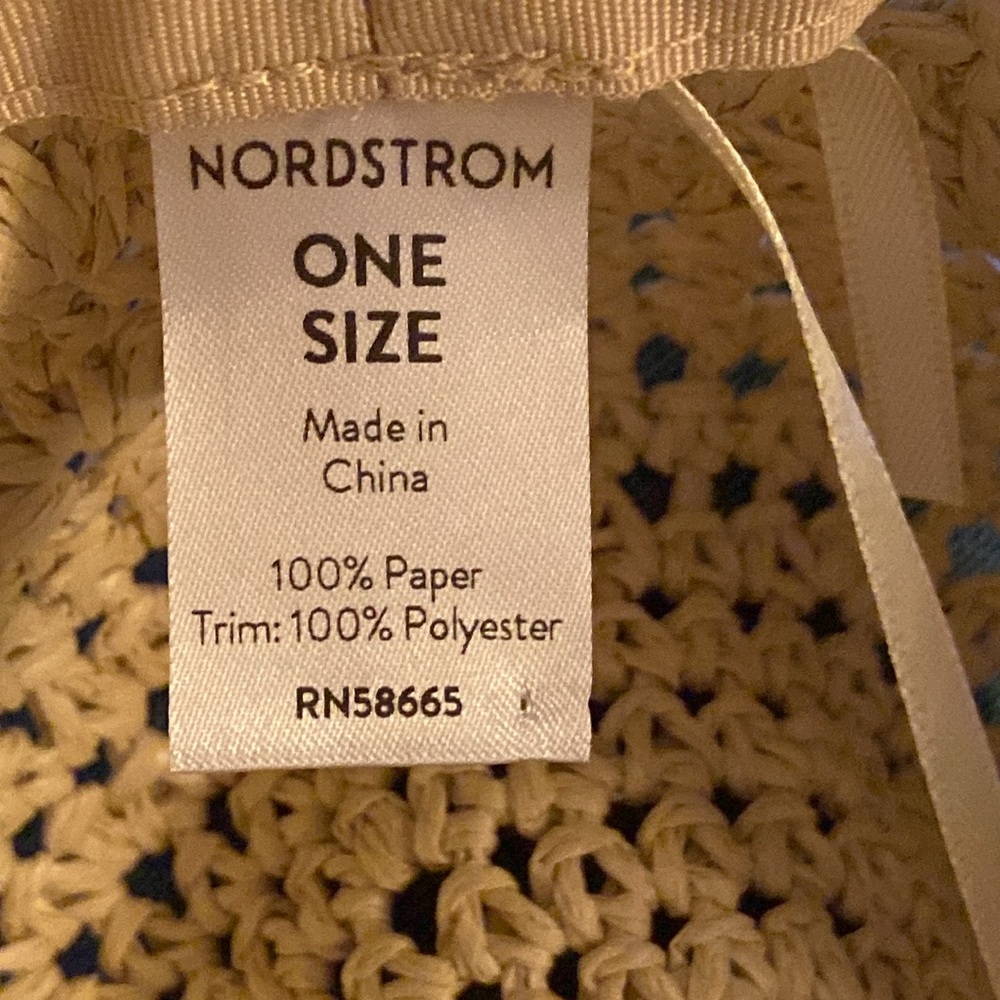 NORDSTROM
ONE
SIZE
Made in
China
100% Paper
Trim: 100% Polyester
RN58665